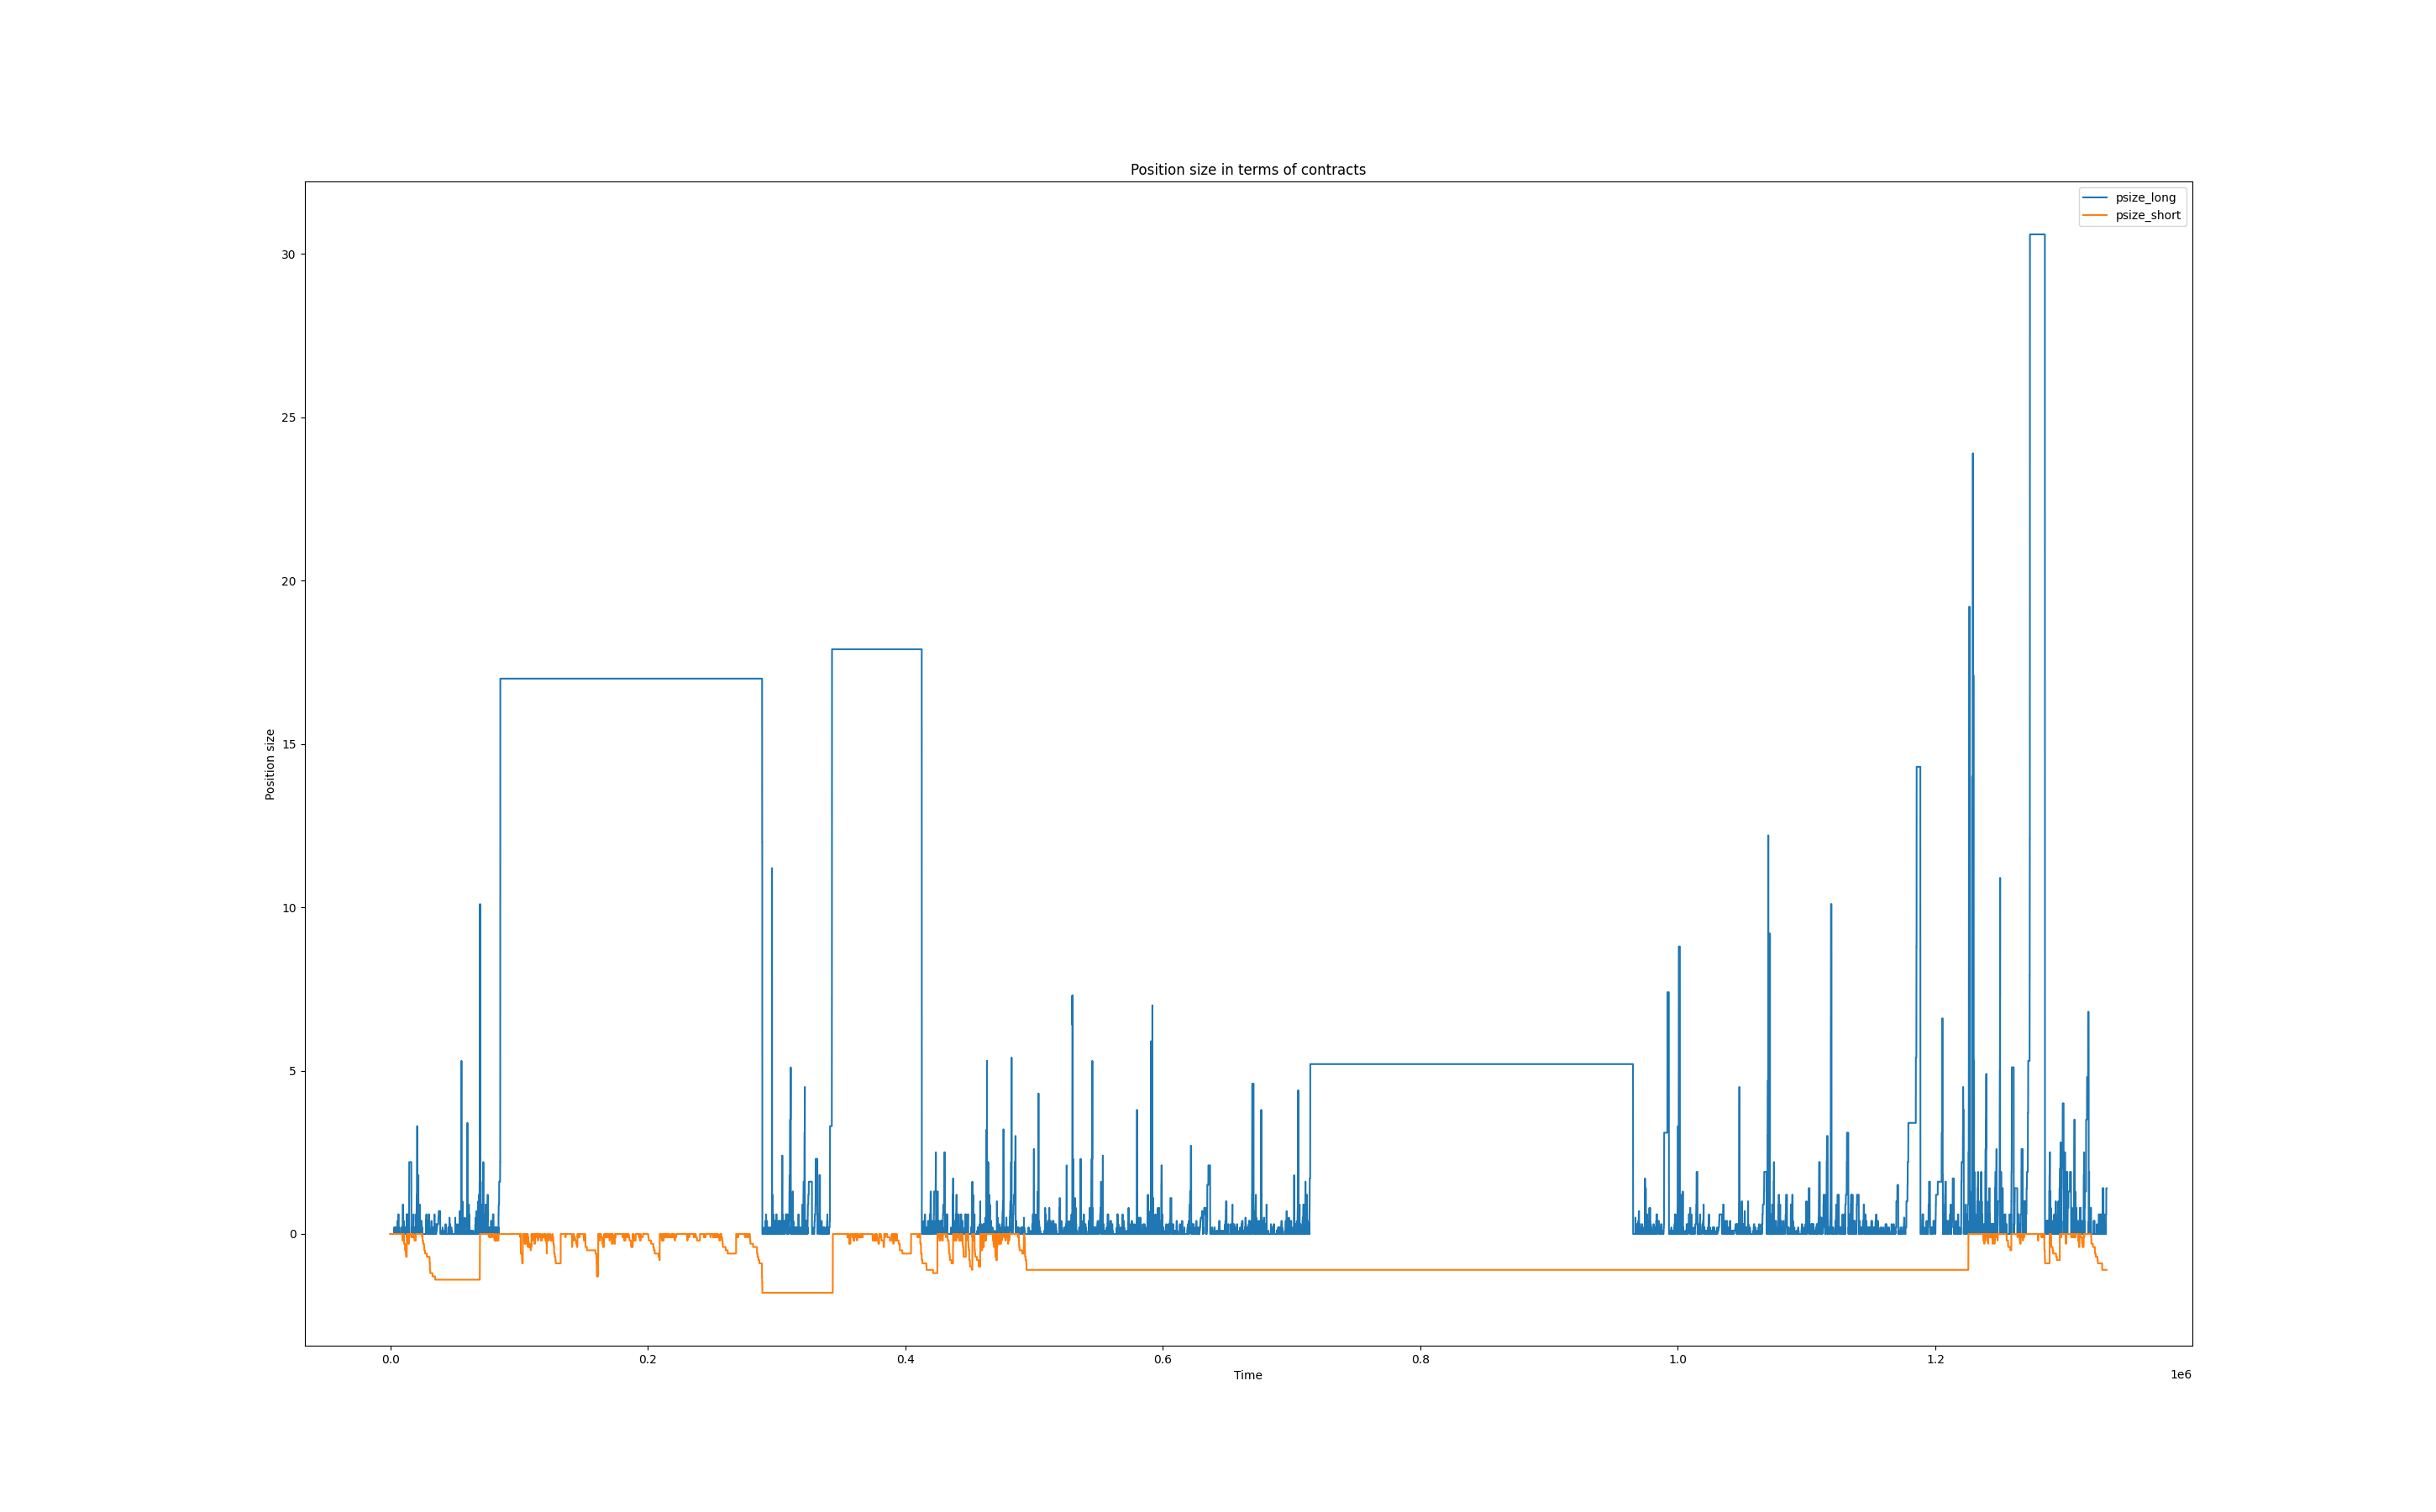 Position size in terms of contracts
psize_long
psize_short
30
25
20
15
10
5
0
Position size
0.0 0.2 0.4 0.6 0.8 1.0 1.2
Time
1e6